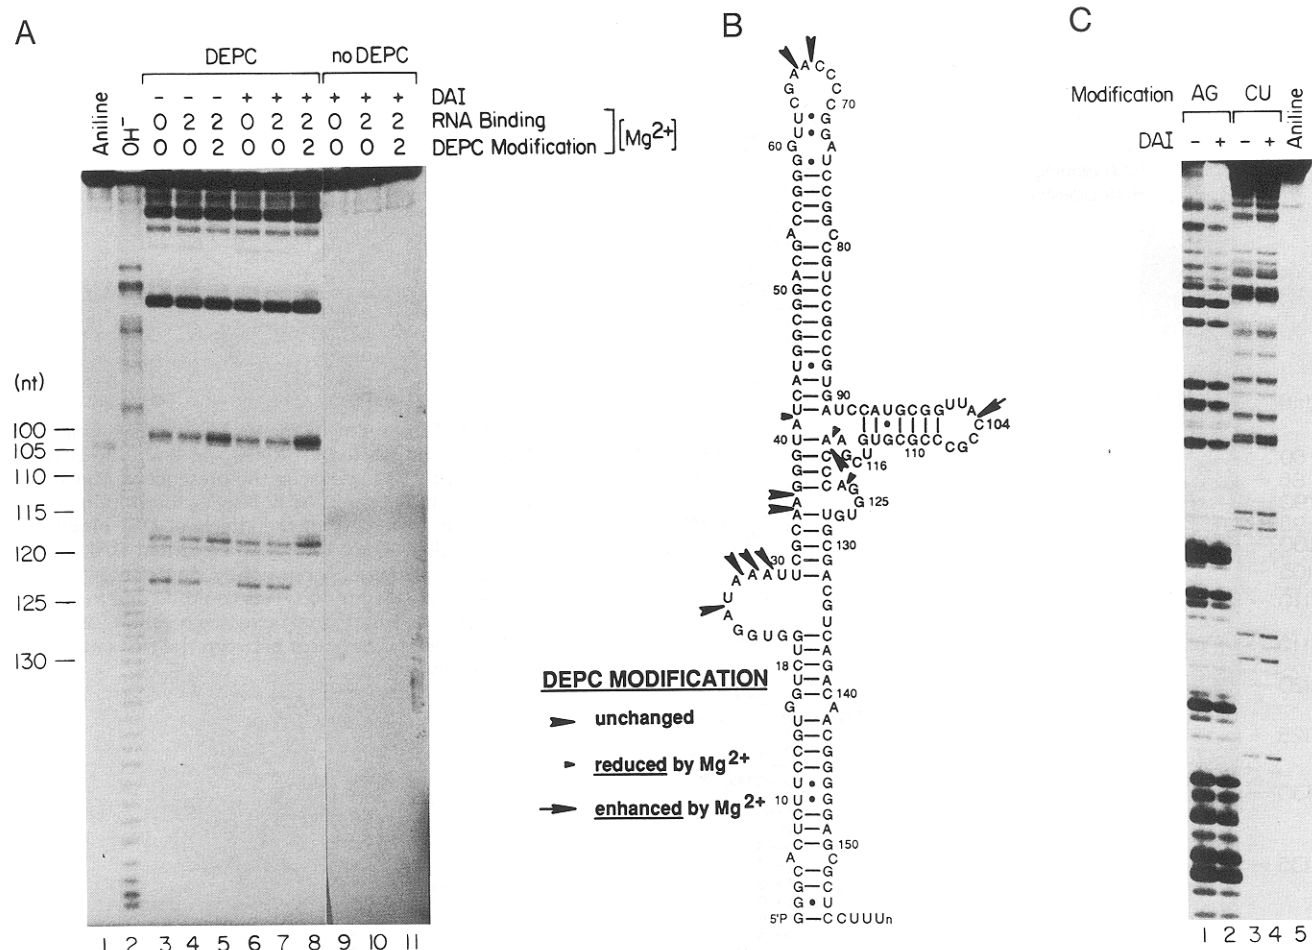 A
DEPC
no DEPC
Aniline
OH⁻
- - - + + + + + + DAI
0 2 2 0 2 2 0 2 2 RNA Binding
0 0 2 0 0 2 0 0 2 DEPC Modification
[Mg²⁺]
(nt)
100
105
110
115
120
125
130
1 2 3 4 5 6 7 8 9 10 11
B
70
60
80
50
90
40
104
110
116
125
130
30
18
140
10
150
5'P
CCUUUn
DEPC MODIFICATION
unchanged
reduced by Mg2+
enhanced by Mg2+
C
Modification AG CU
Aniline
DAI - + - +
1 2 3 4 5